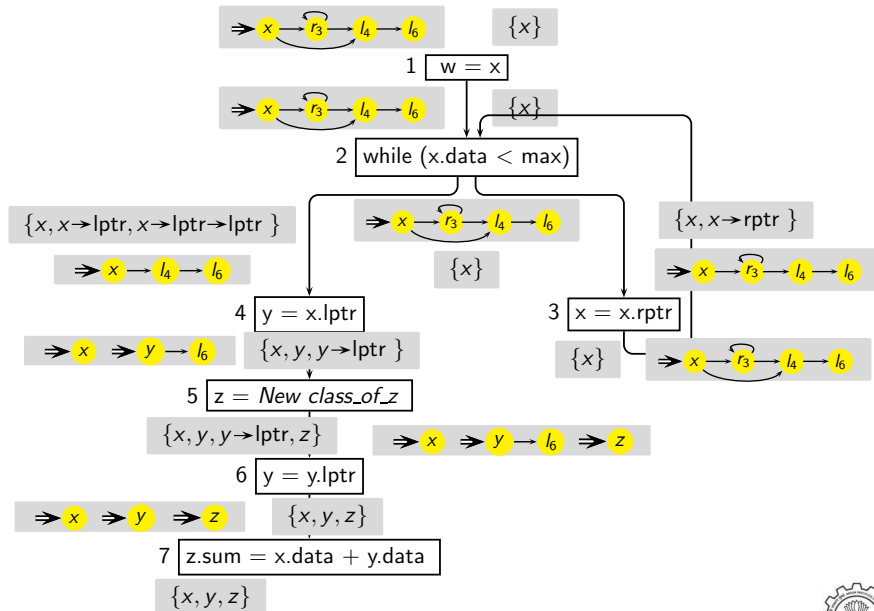 x r3 l4 l6
{x}
1 w = x
x r3 l4 l6
{x}
2 while (x.data < max)
{x, x→lptr, x→lptr→lptr }
x l4 l6
x r3 l4 l6
{x}
{x, x→rptr }
x r3 l4 l6
4 y = x.lptr
3 x = x.rptr
x y l6
{x, y, y→lptr }
{x}
x r3 l4 l6
5 z = New class_of_z
{x, y, y→lptr, z}
x y l6 z
6 y = y.lptr
x y z
{x, y, z}
7 z.sum = x.data + y.data
{x, y, z}